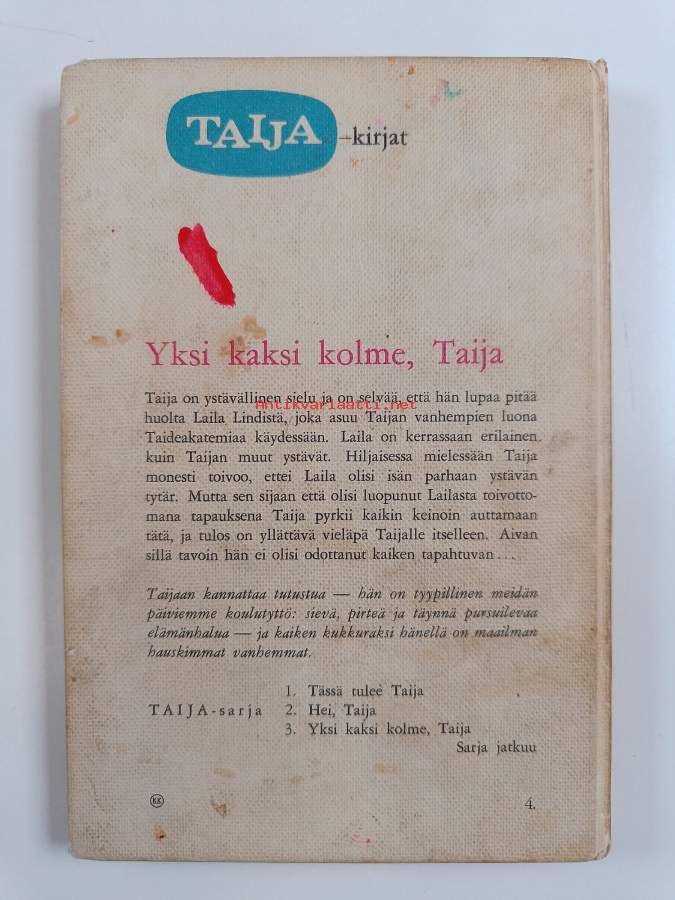 TAIJA –kirjat
Yksi kaksi kolme, Taija
Taija on ystävällinen sielu ja on selvää, että hän lupaa pitää
Antikvariaatti.net
huolta Laila Lindistä, joka asuu Taijan vanhempien luona
Taideakatemiaa käydessään. Laila on kerrassaan erilainen
kuin Taijan muut ystävät. Hiljaisessa mielessään Taija
monesti toivoo, ettei Laila olisi isän parhaan ystävän
tytär. Mutta sen sijaan että olisi luopunut Lailasta toivotto-
mana tapauksena Taija pyrkii kaikin keinoin auttamaan
tätä, ja tulos on yllättävä vieläpä Taijalle itselleen. Aivan
sillä tavoin hän ei olisi odottanut kaiken tapahtuvan...
Taijaan kannattaa tutustua — hän on tyypillinen meidän
päiviemme koulutyttö: sievä, pirteä ja täynnä pursuilevaa
elämänhalua — ja kaiken kukkuraksi hänellä on maailman
hauskimmat vanhemmat.
1. Tässä tulee Taija
TAIJA-sarja 2. Hei, Taija
3. Yksi kaksi kolme, Taija
Sarja jatkuu
KK 4.